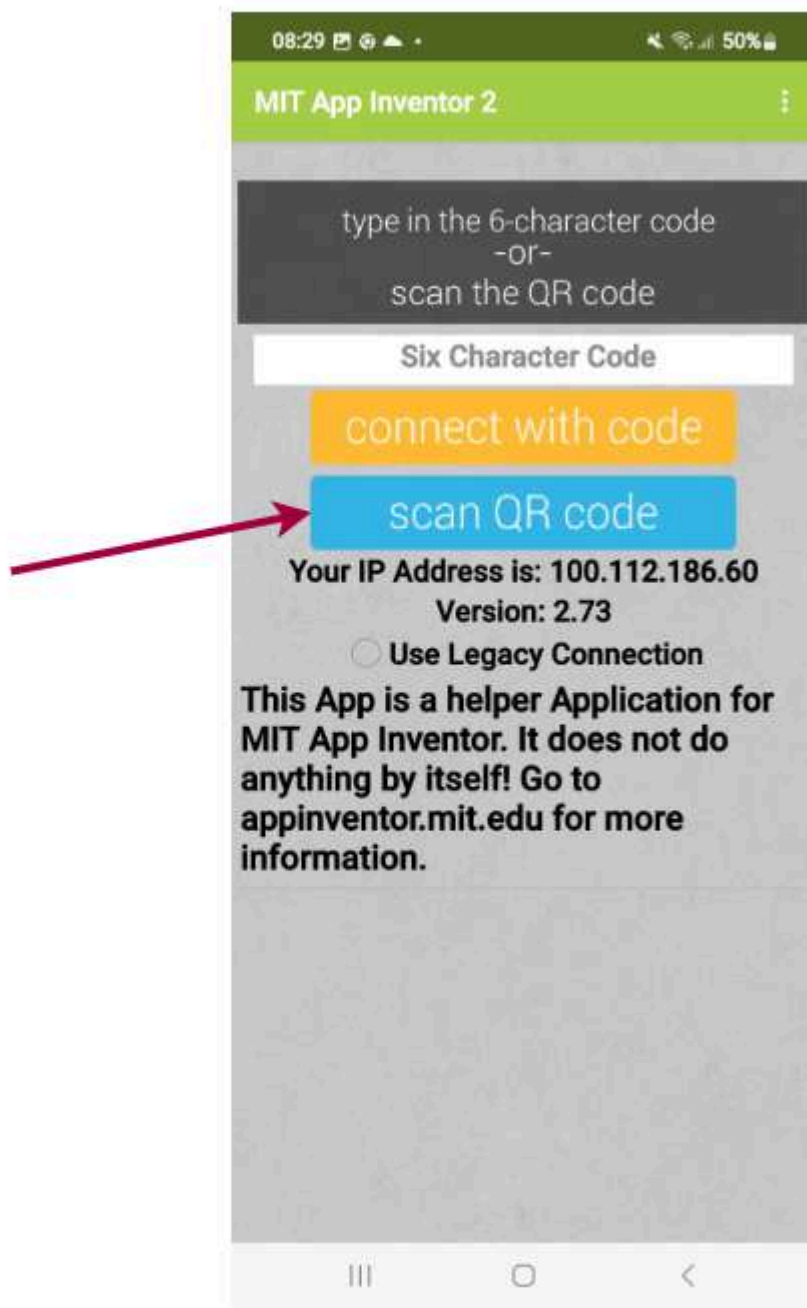 08:29 50%
MIT App Inventor 2
type in the 6-character code
-or-
scan the QR code
Six Character Code
connect with code
scan QR code
Your IP Address is: 100.112.186.60
Version: 2.73
Use Legacy Connection
This App is a helper Application for
MIT App Inventor. It does not do
anything by itself! Go to
appinventor.mit.edu for more
information.